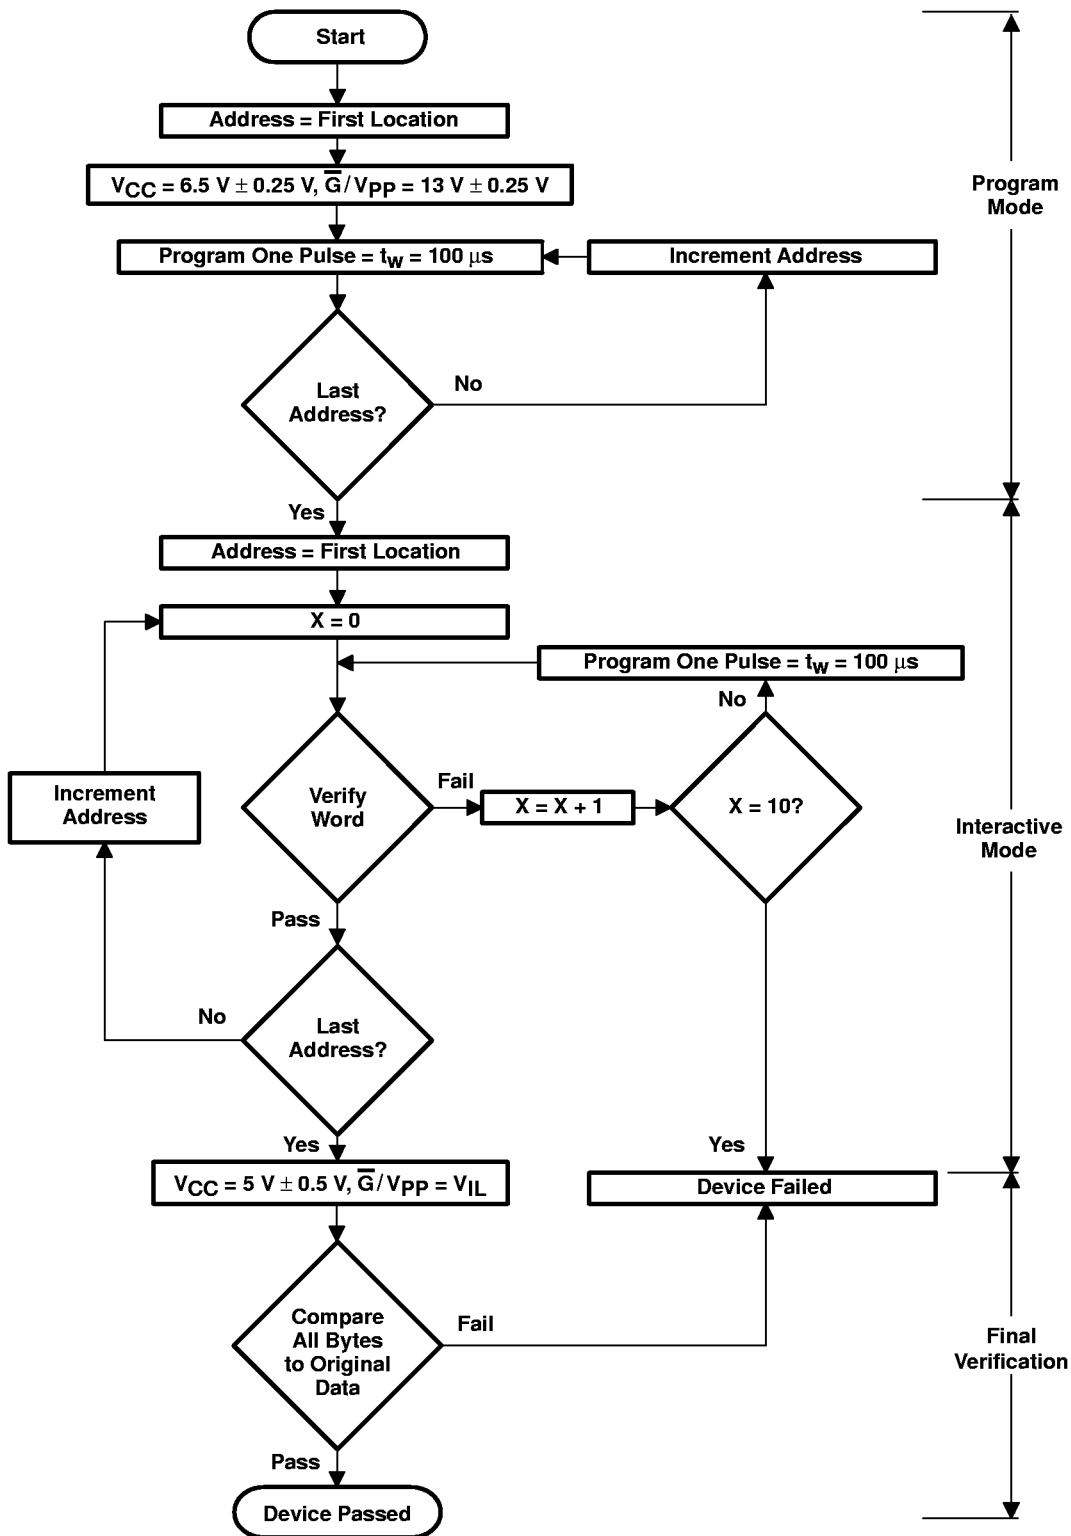 Start
Address = First Location
VCC = 6.5 V ± 0.25 V, G̅/VPP = 13 V ± 0.25 V
Program
Mode
Program One Pulse = tw = 100 μs
Increment Address
Last
Address?
No
Yes
Address = First Location
X = 0
Program One Pulse = tw = 100 μs
No
Increment
Address
Verify
Word
Fail
X = X + 1
X = 10?
Interactive
Mode
Pass
No
Last
Address?
Yes
Yes
VCC = 5 V ± 0.5 V, G̅/VPP = VIL
Device Failed
Compare
All Bytes
to Original
Data
Fail
Final
Verification
Pass
Device Passed